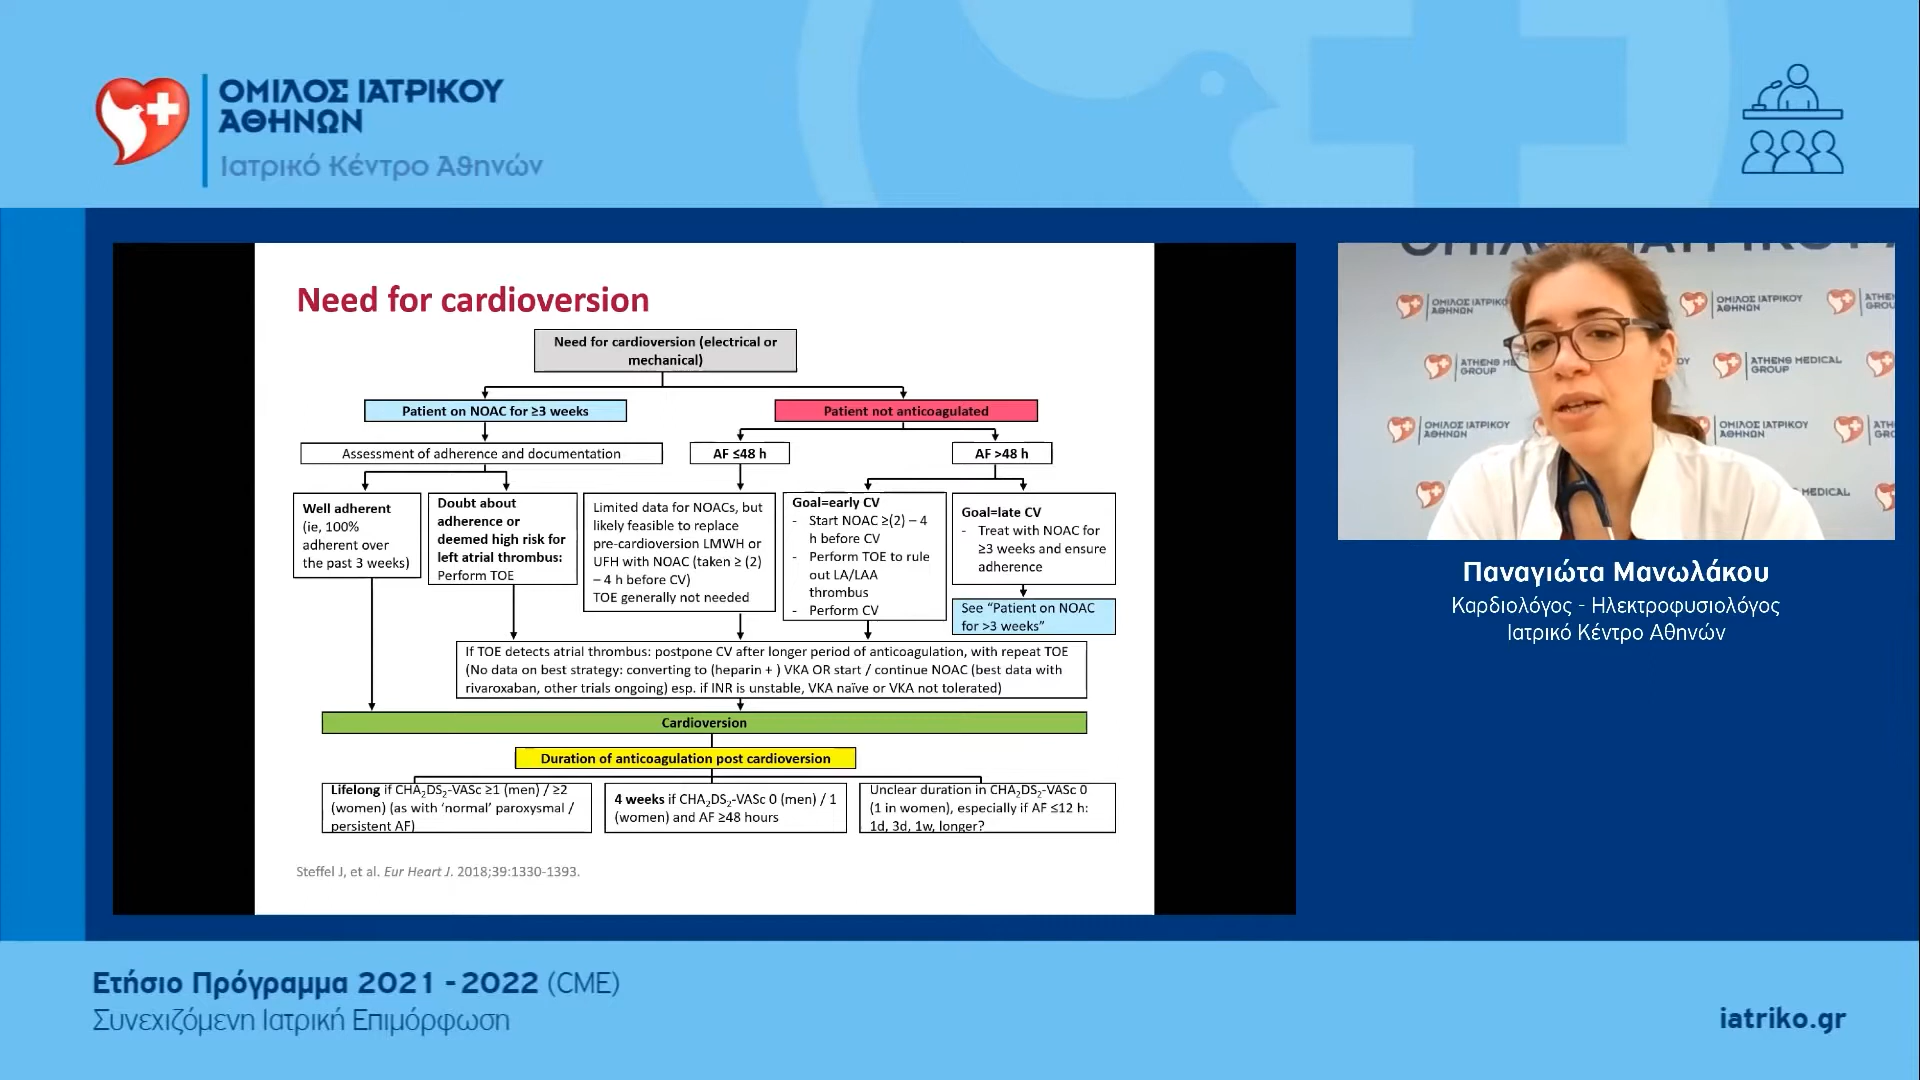 ΟΜΙΛΟΣ ΙΑΤΡΙΚΟΥ
ΑΘΗΝΩΝ
Ιατρικό Κέντρο Αθηνών
Need for cardioversion
Need for cardioversion (electrical or
mechanical)
Patient on NOAC for ≥3 weeks
Patient not anticoagulated
Assessment of adherence and documentation
AF ≤48 h
AF >48 h
Well adherent
(ie, 100%
adherent over
the past 3 weeks)
Doubt about
adherence or
deemed high risk for
left atrial thrombus:
Perform TOE
Limited data for NOACs, but
likely feasible to replace
pre-cardioversion LMWH or
UFH with NOAC (taken ≥ (2)
– 4 h before CV)
TOE generally not needed
Goal=early CV
- Start NOAC ≥(2) – 4
h before CV
- Perform TOE to rule
out LA/LAA
thrombus
- Perform CV
Goal=late CV
- Treat with NOAC for
≥3 weeks and ensure
adherence
See “Patient on NOAC
for >3 weeks”
If TOE detects atrial thrombus: postpone CV after longer period of anticoagulation, with repeat TOE
(No data on best strategy: converting to (heparin + ) VKA OR start / continue NOAC (best data with
rivaroxaban, other trials ongoing) esp. if INR is unstable, VKA naïve or VKA not tolerated)
Cardioversion
Duration of anticoagulation post cardioversion
Lifelong if CHA₂DS₂-VASc ≥1 (men) / ≥2
(women) (as with ‘normal’ paroxysmal /
persistent AF)
4 weeks if CHA₂DS₂-VASc 0 (men) / 1
(women) and AF ≥48 hours
Unclear duration in CHA₂DS₂-VASc 0
(1 in women), especially if AF ≤12 h:
1d, 3d, 1w, longer?
Steffel J, et al. Eur Heart J. 2018;39:1330-1393.
ΟΜΙΛΟΣ ΙΑΤΡΙΚΟΥ
ΑΘΗΝΩΝ
ATHENS MEDICAL
GROUP
Παναγιώτα Μανωλάκου
Καρδιολόγος - Ηλεκτροφυσιολόγος
Ιατρικό Κέντρο Αθηνών
Ετήσιο Πρόγραμμα 2021 - 2022 (CME)
Συνεχιζόμενη Ιατρική Επιμόρφωση
iatriko.gr